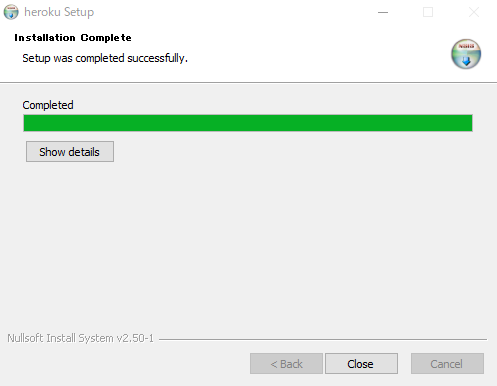 heroku Setup
Installation Complete
Setup was completed successfully.
Completed
Show details
Nullsoft Install System v2.50-1
< Back
Close
Cancel